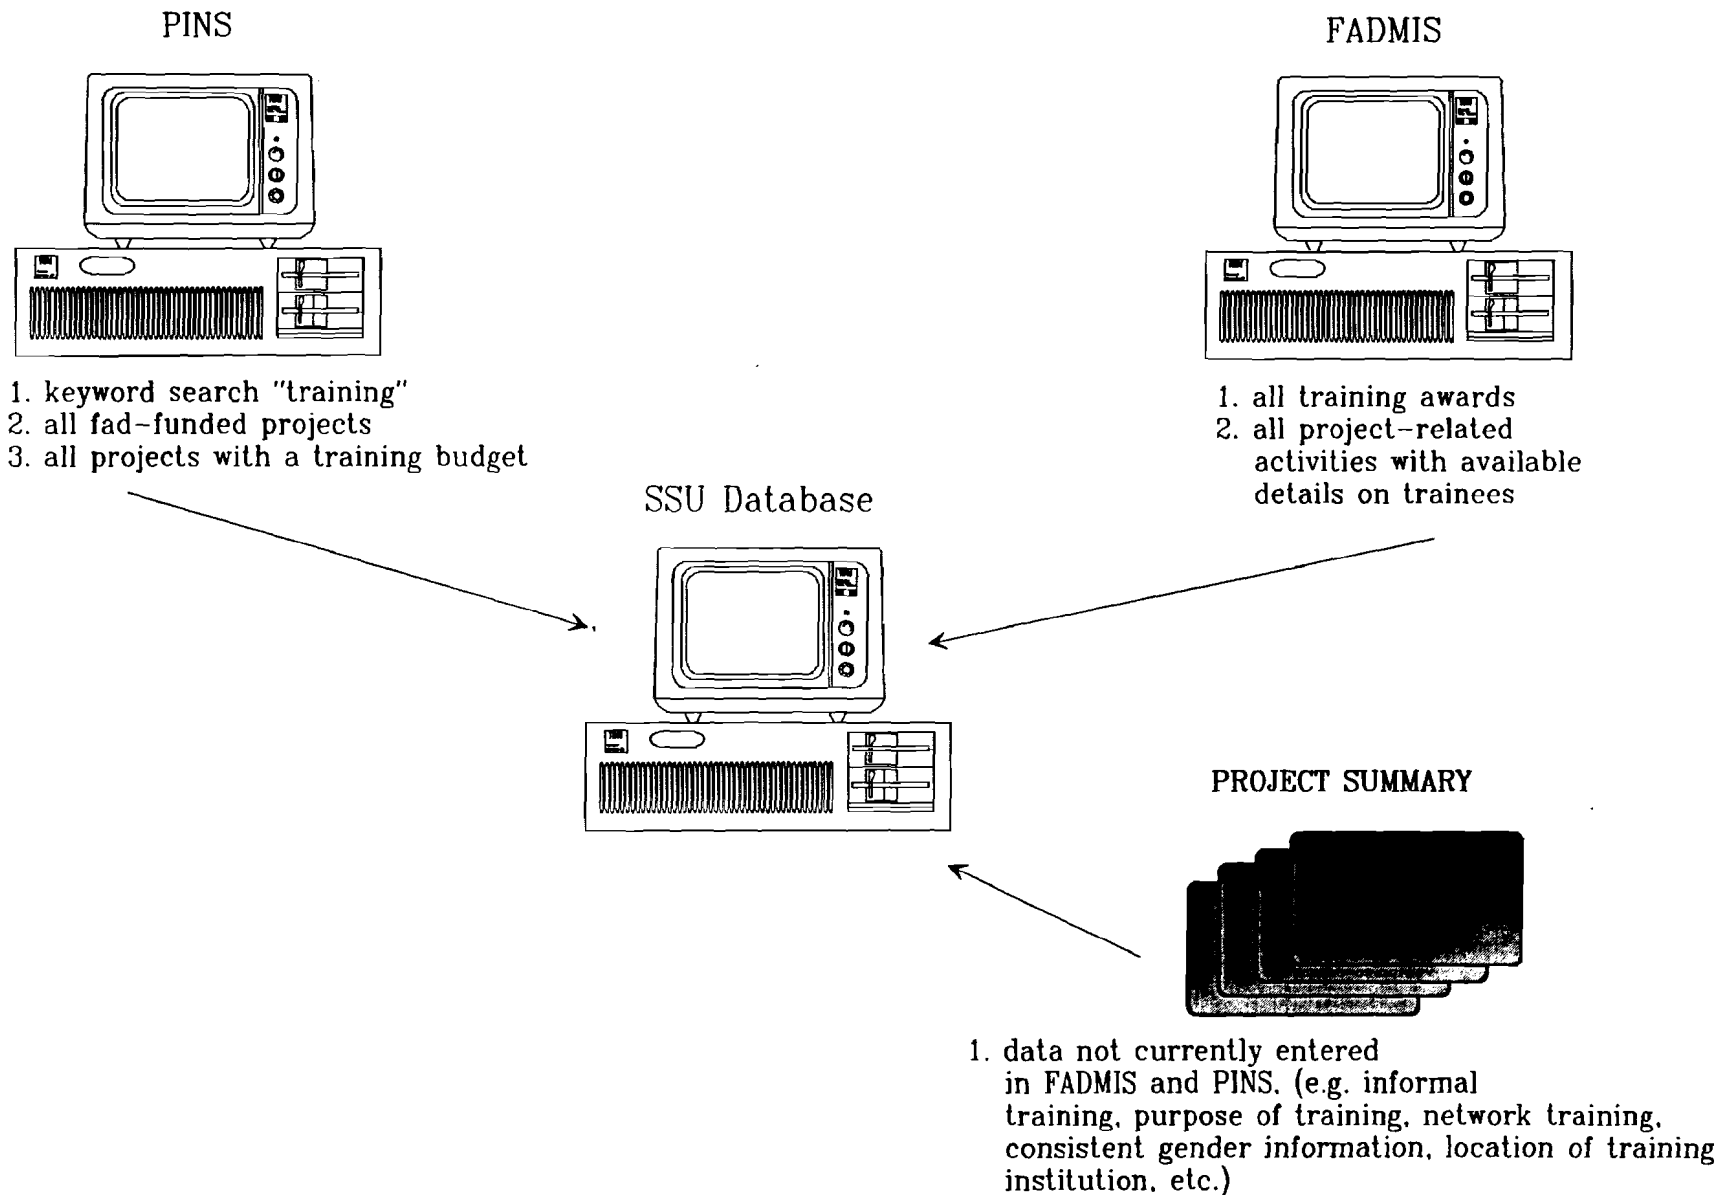 PINS
FADMIS
1. keyword search "training"
2. all fad-funded projects
3. all projects with a training budget
1. all training awards
2. all project-related
activities with available
details on trainees
SSU Database
PROJECT SUMMARY
1. data not currently entered
in FADMIS and PINS, (e.g. informal
training, purpose of training, network training,
consistent gender information, location of training
institution, etc.)